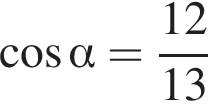 cos α = 12/13